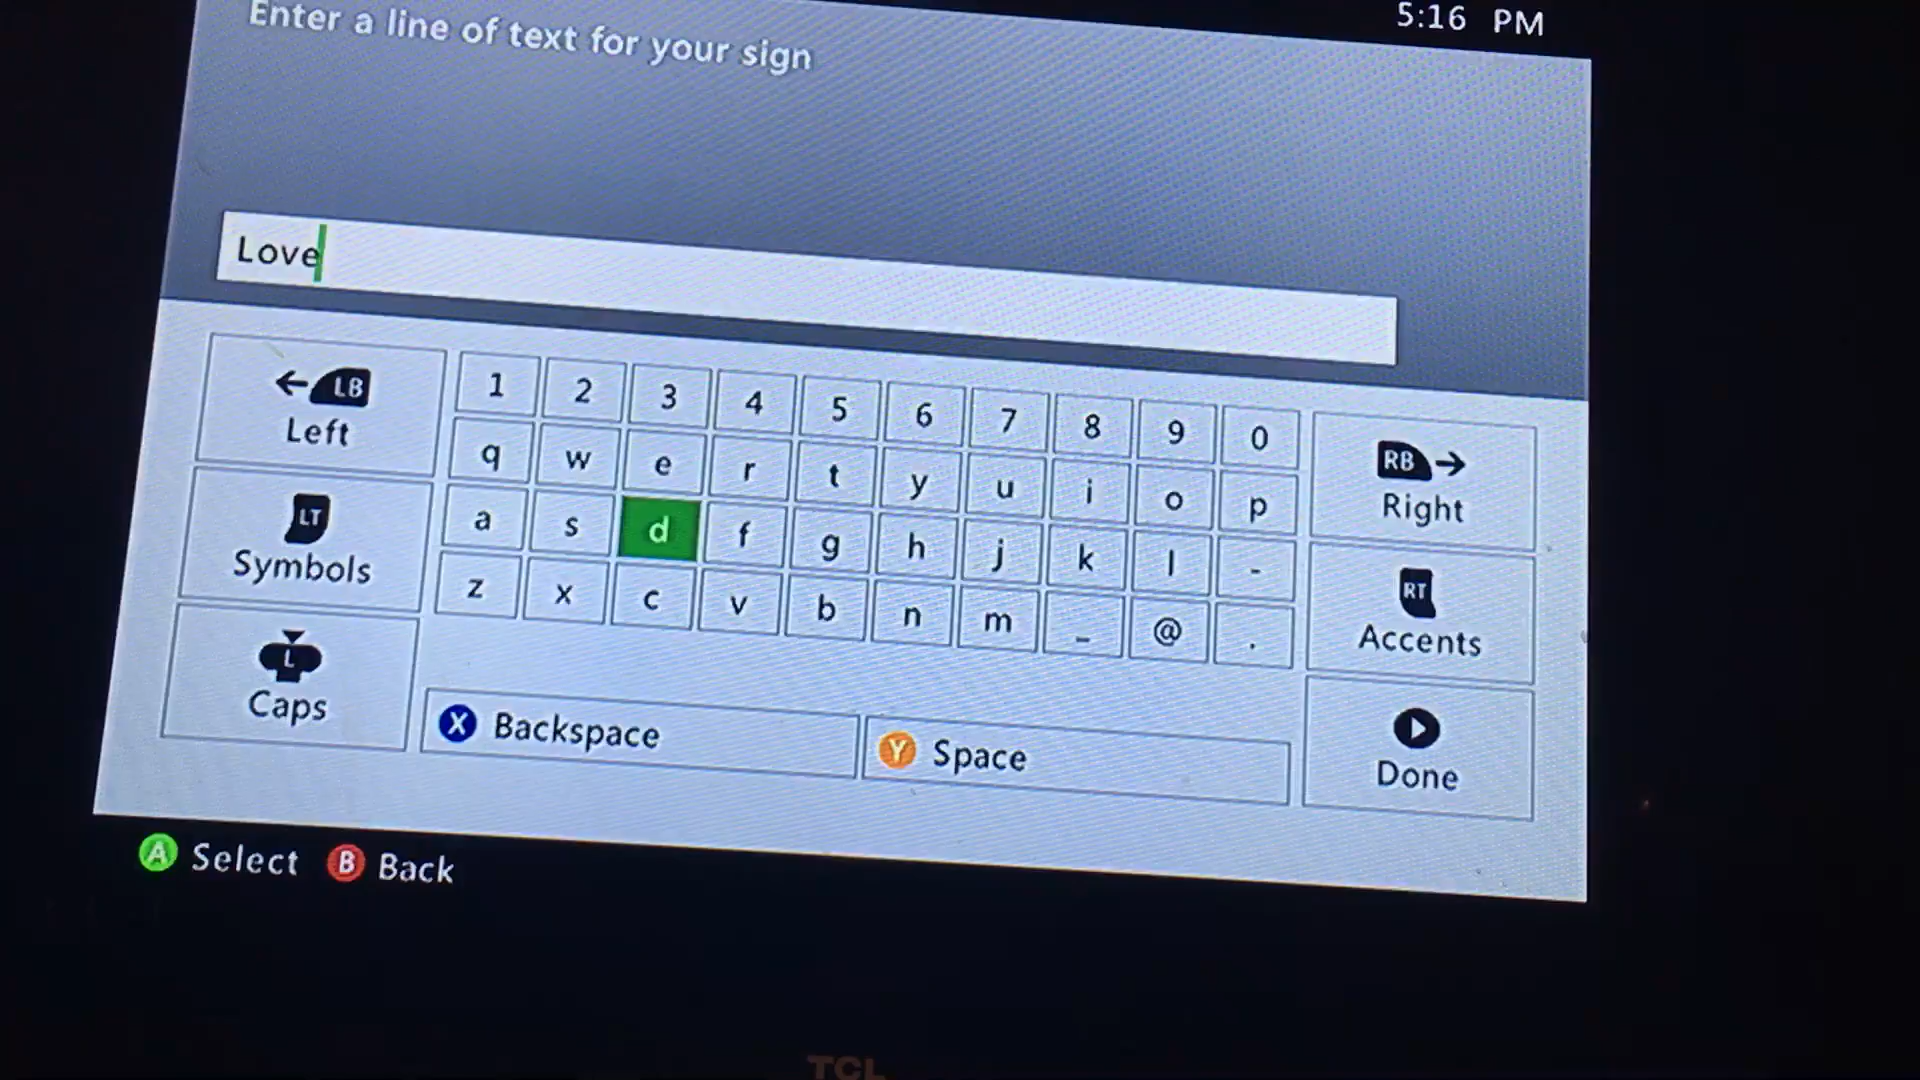 5:16 PM
Enter a line of text for your sign
Love
LB
Left
1 2 3 4 5 6 7 8 9 0
RB
Right
q w e r t y u i o p
LT
Symbols
a s d f g h j k l -
RT
Accents
z x c v b n m _ @ .
L
Caps
X Backspace
Y Space
Done
A Select B Back
TCL